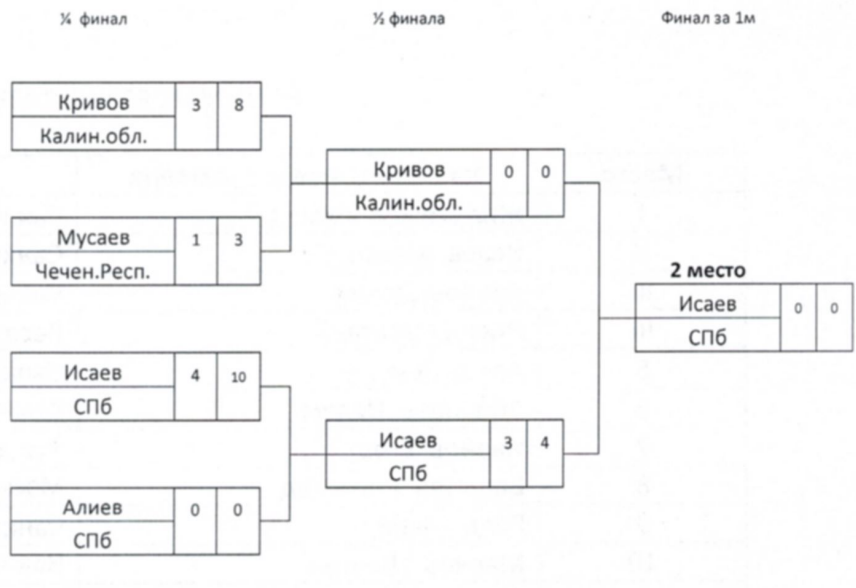 ¼ финал
½ финала
Финал за 1м
Кривов 3 8
Калин.обл.
Мусаев 1 3
Чечен.Респ.
Исаев 4 10
СПб
Алиев 0 0
СПб
Кривов 0 0
Калин.обл.
Исаев 3 4
СПб
2 место
Исаев 0 0
СПб